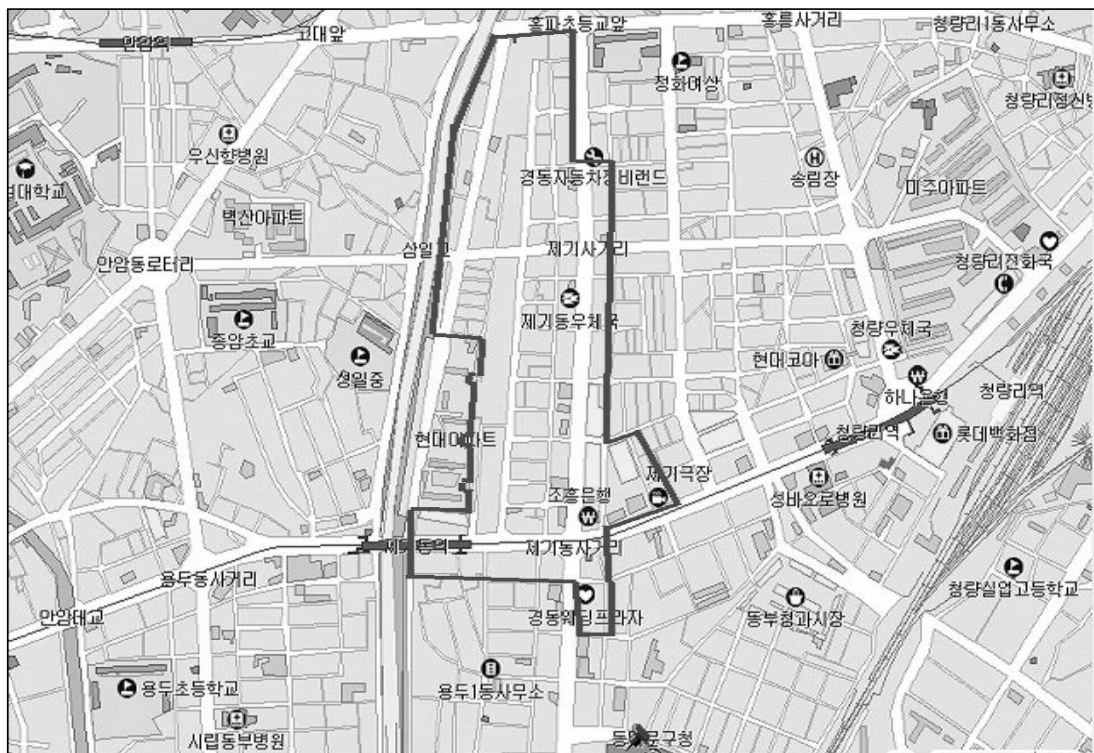 안암역
고대앞
홍파초등교앞
홍릉사거리
청량리1동사무소
정화여상
청량리정신병
우신향병원
경동자동차정비랜드
송림장
미주아파트
벽산아파트
대학교
안암동로터리
삼일교
제기사거리
청량리전화국
종암초교
성일중
제기동우체국
청량우체국
현대코아
하나은행
청량리역
청량리역
롯데백화점
현대아파트
제기극장
조흥은행
성바오로병원
제기동역
제기동사거리
용두동사거리
안암대교
경동웨딩프라자
동부청과시장
청량실업고등학교
용두초등학교
용두1동사무소
시립동부병원